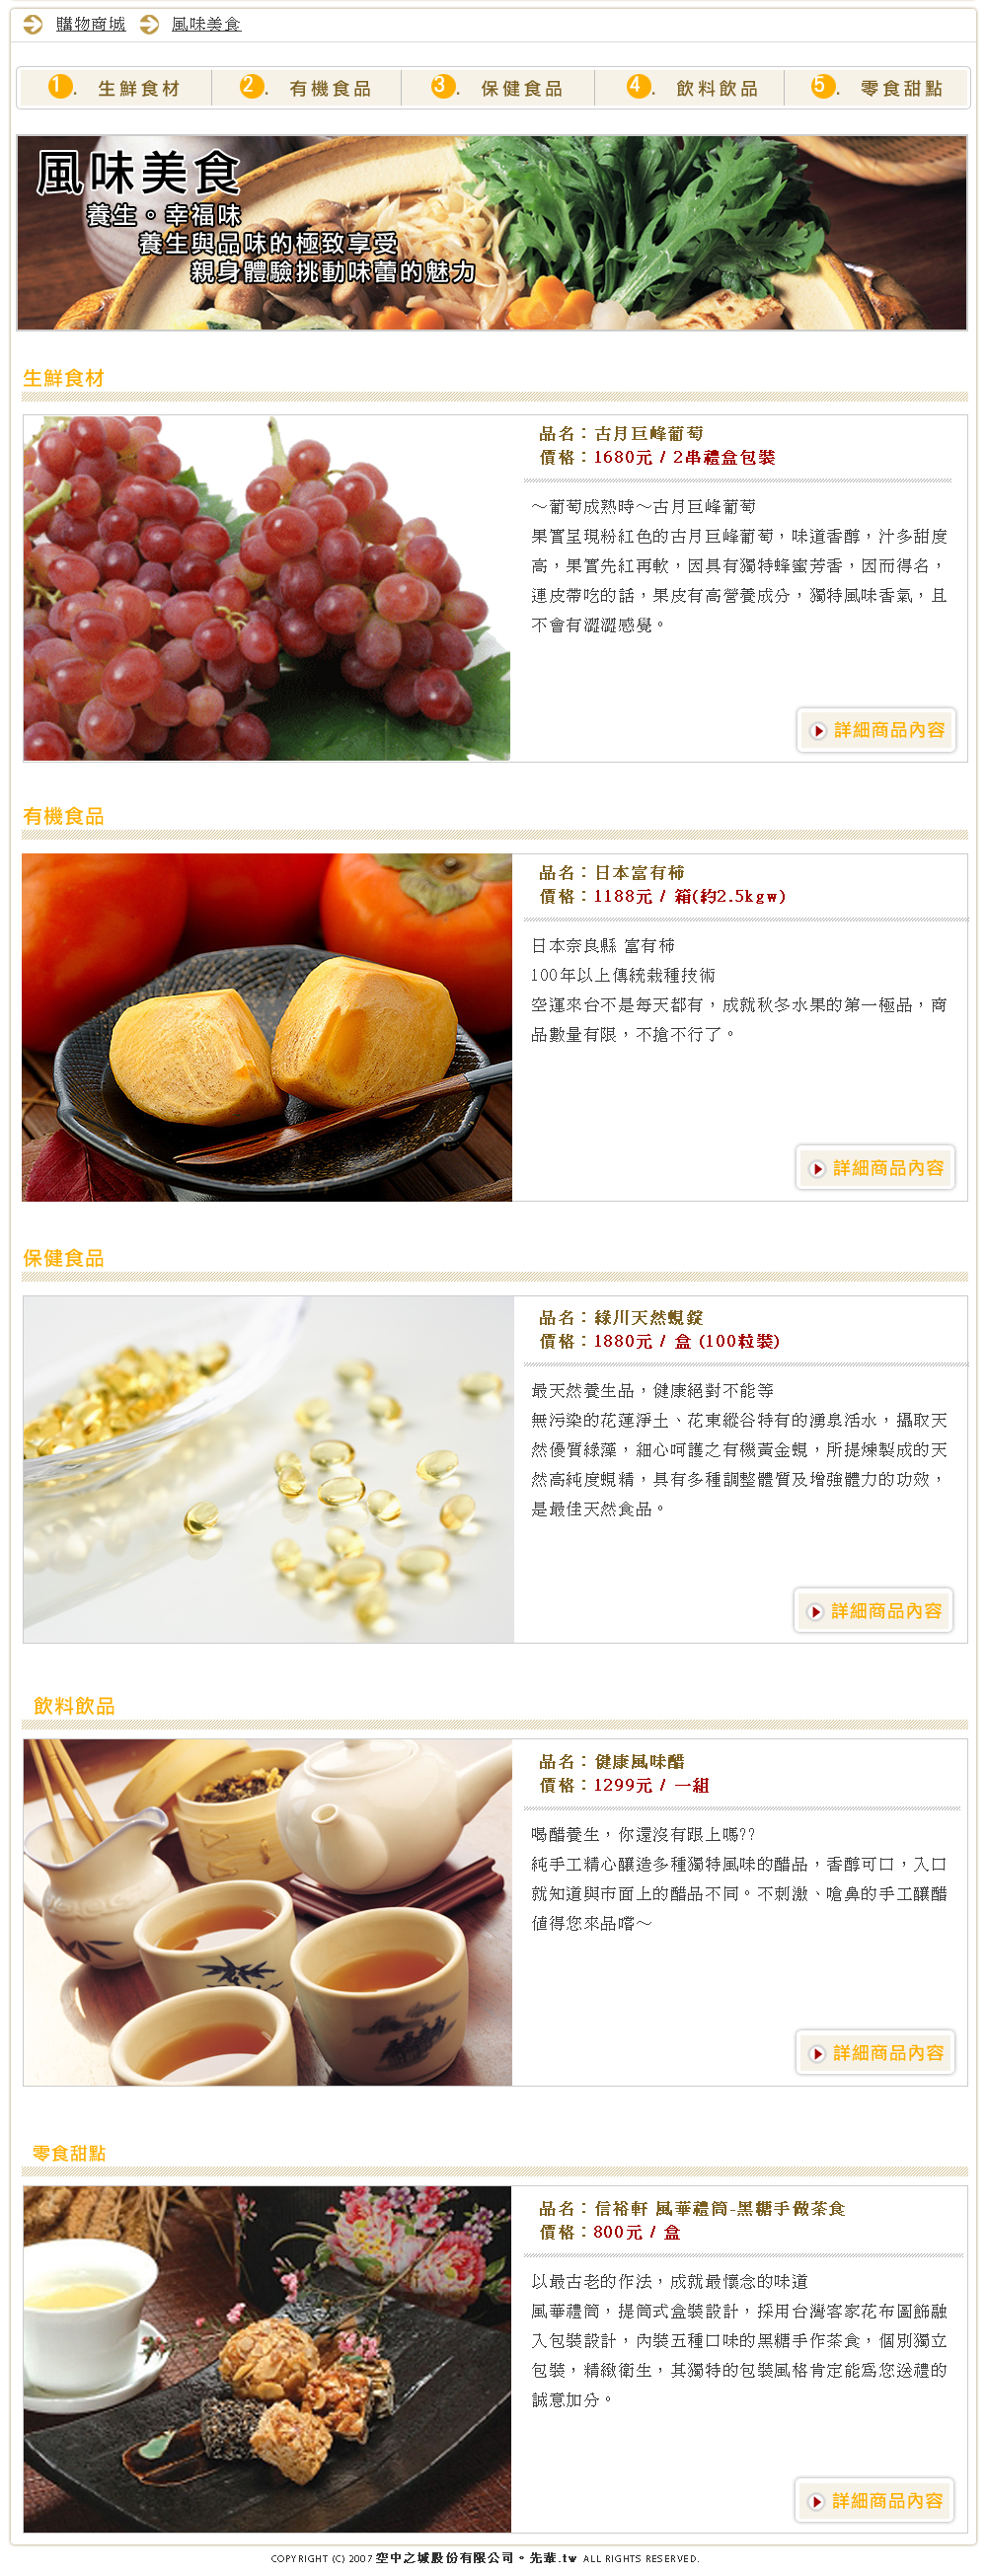 購物商城 風味美食
1. 生鮮食材 2. 有機食品 3. 保健食品 4. 飲料飲品 5. 零食甜點
風味美食
養生。幸福味
養生與品味的極致享受
親身體驗挑動味蕾的魅力
生鮮食材
品名：古月巨峰葡萄
價格：1680元 / 2串禮盒包裝
～葡萄成熟時～古月巨峰葡萄
果實呈現粉紅色的古月巨峰葡萄，味道香醇，汁多甜度
高，果實先紅再軟，因具有獨特蜂蜜芳香，因而得名，
連皮帶吃的話，果皮有高營養成分，獨特風味香氣，且
不會有澀澀感覺。
詳細商品內容
有機食品
品名：日本富有柿
價格：1188元 / 箱(約2.5kgw)
日本奈良縣 富有柿
100年以上傳統栽種技術
空運來台不是每天都有，成就秋冬水果的第一極品，商
品數量有限，不搶不行了。
詳細商品內容
保健食品
品名：綠川天然蜆錠
價格：1880元 / 盒 (100粒裝)
最天然養生品，健康絕對不能等
無污染的花蓮淨土、花東縱谷特有的湧泉活水，攝取天
然優質綠藻，細心呵護之有機黃金蜆，所提煉製成的天
然高純度蜆精，具有多種調整體質及增強體力的功效，
是最佳天然食品。
詳細商品內容
飲料飲品
品名：健康風味醋
價格：1299元 / 一組
喝醋養生，你還沒有跟上嗎??
純手工精心釀造多種獨特風味的醋品，香醇可口，入口
就知道與市面上的醋品不同。不刺激、嗆鼻的手工釀醋
值得您來品嚐～
詳細商品內容
零食甜點
品名：信裕軒 風華禮筒-黑糖手做茶食
價格：800元 / 盒
以最古老的作法，成就最懷念的味道
風華禮筒，提筒式盒裝設計，採用台灣客家花布圖飾融
入包裝設計，內裝五種口味的黑糖手作茶食，個別獨立
包裝，精緻衛生，其獨特的包裝風格肯定能為您送禮的
誠意加分。
詳細商品內容
COPYRIGHT (C) 2007 空中之城股份有限公司。先輩.tw ALL RIGHTS RESERVED.